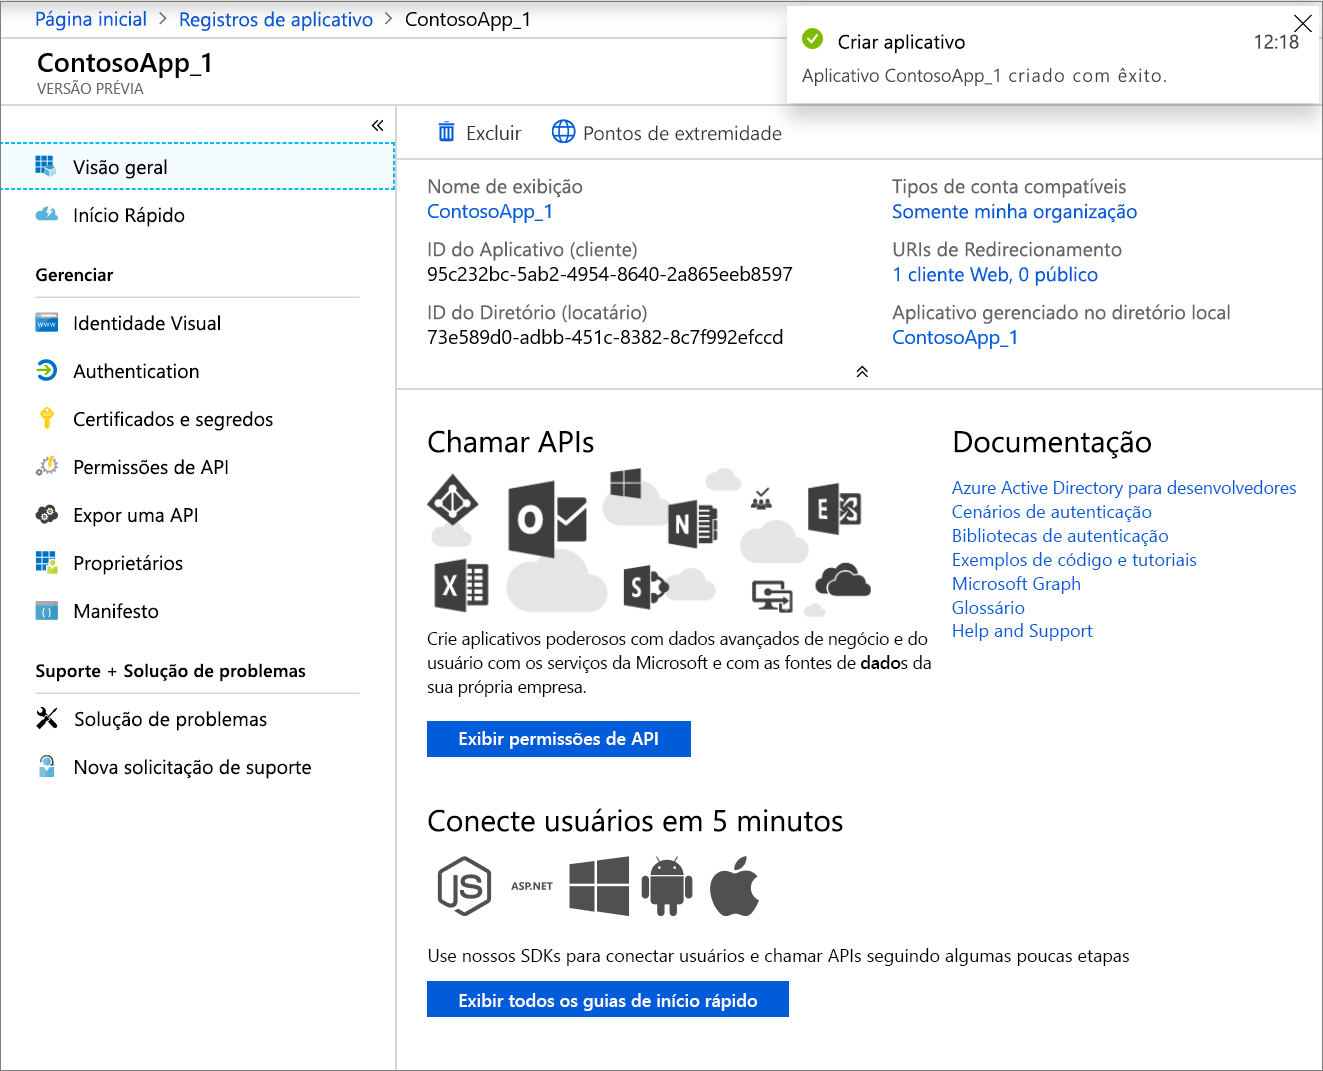 Página inicial > Registros de aplicativo > ContosoApp_1
ContosoApp_1
VERSÃO PRÉVIA
Criar aplicativo 12:18
Aplicativo ContosoApp_1 criado com êxito.
«
Visão geral
Início Rápido
Gerenciar
Identidade Visual
Authentication
Certificados e segredos
Permissões de API
Expor uma API
Proprietários
Manifesto
Suporte + Solução de problemas
Solução de problemas
Nova solicitação de suporte
Excluir Pontos de extremidade
Nome de exibição
ContosoApp_1
ID do Aplicativo (cliente)
95c232bc-5ab2-4954-8640-2a865eeb8597
ID do Diretório (locatário)
73e589d0-adbb-451c-8382-8c7f992efccd
Tipos de conta compatíveis
Somente minha organização
URIs de Redirecionamento
1 cliente Web, 0 público
Aplicativo gerenciado no diretório local
ContosoApp_1
Chamar APIs
Crie aplicativos poderosos com dados avançados de negócio e do
usuário com os serviços da Microsoft e com as fontes de dados da
sua própria empresa.
Exibir permissões de API
Documentação
Azure Active Directory para desenvolvedores
Cenários de autenticação
Bibliotecas de autenticação
Exemplos de código e tutoriais
Microsoft Graph
Glossário
Help and Support
Conecte usuários em 5 minutos
JS ASP.NET
Use nossos SDKs para conectar usuários e chamar APIs seguindo algumas poucas etapas
Exibir todos os guias de início rápido